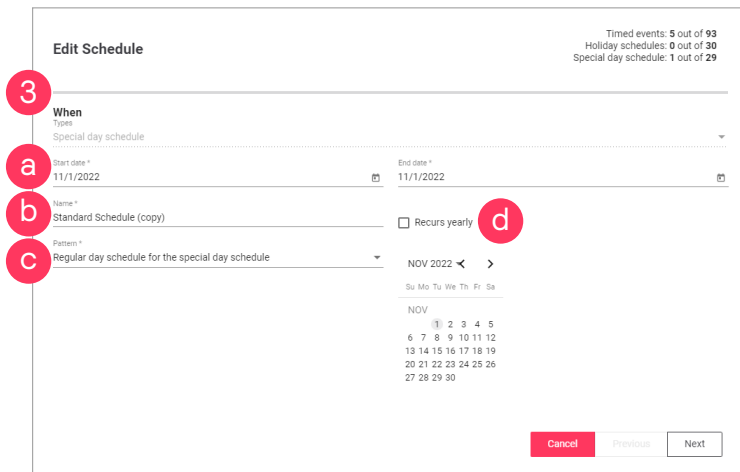 Edit Schedule
Timed events: 5 out of 93
Holiday schedules: 0 out of 30
Special day schedule: 1 out of 29
3
When
Types
Special day schedule
a
Start date *
11/1/2022
End date *
11/1/2022
b
Name *
Standard Schedule (copy)
Recurs yearly
d
c
Pattern *
Regular day schedule for the special day schedule
NOV 2022
Su Mo Tu We Th Fr Sa
NOV
1 2 3 4 5
6 7 8 9 10 11 12
13 14 15 16 17 18 19
20 21 22 23 24 25 26
27 28 29 30
Cancel
Previous
Next